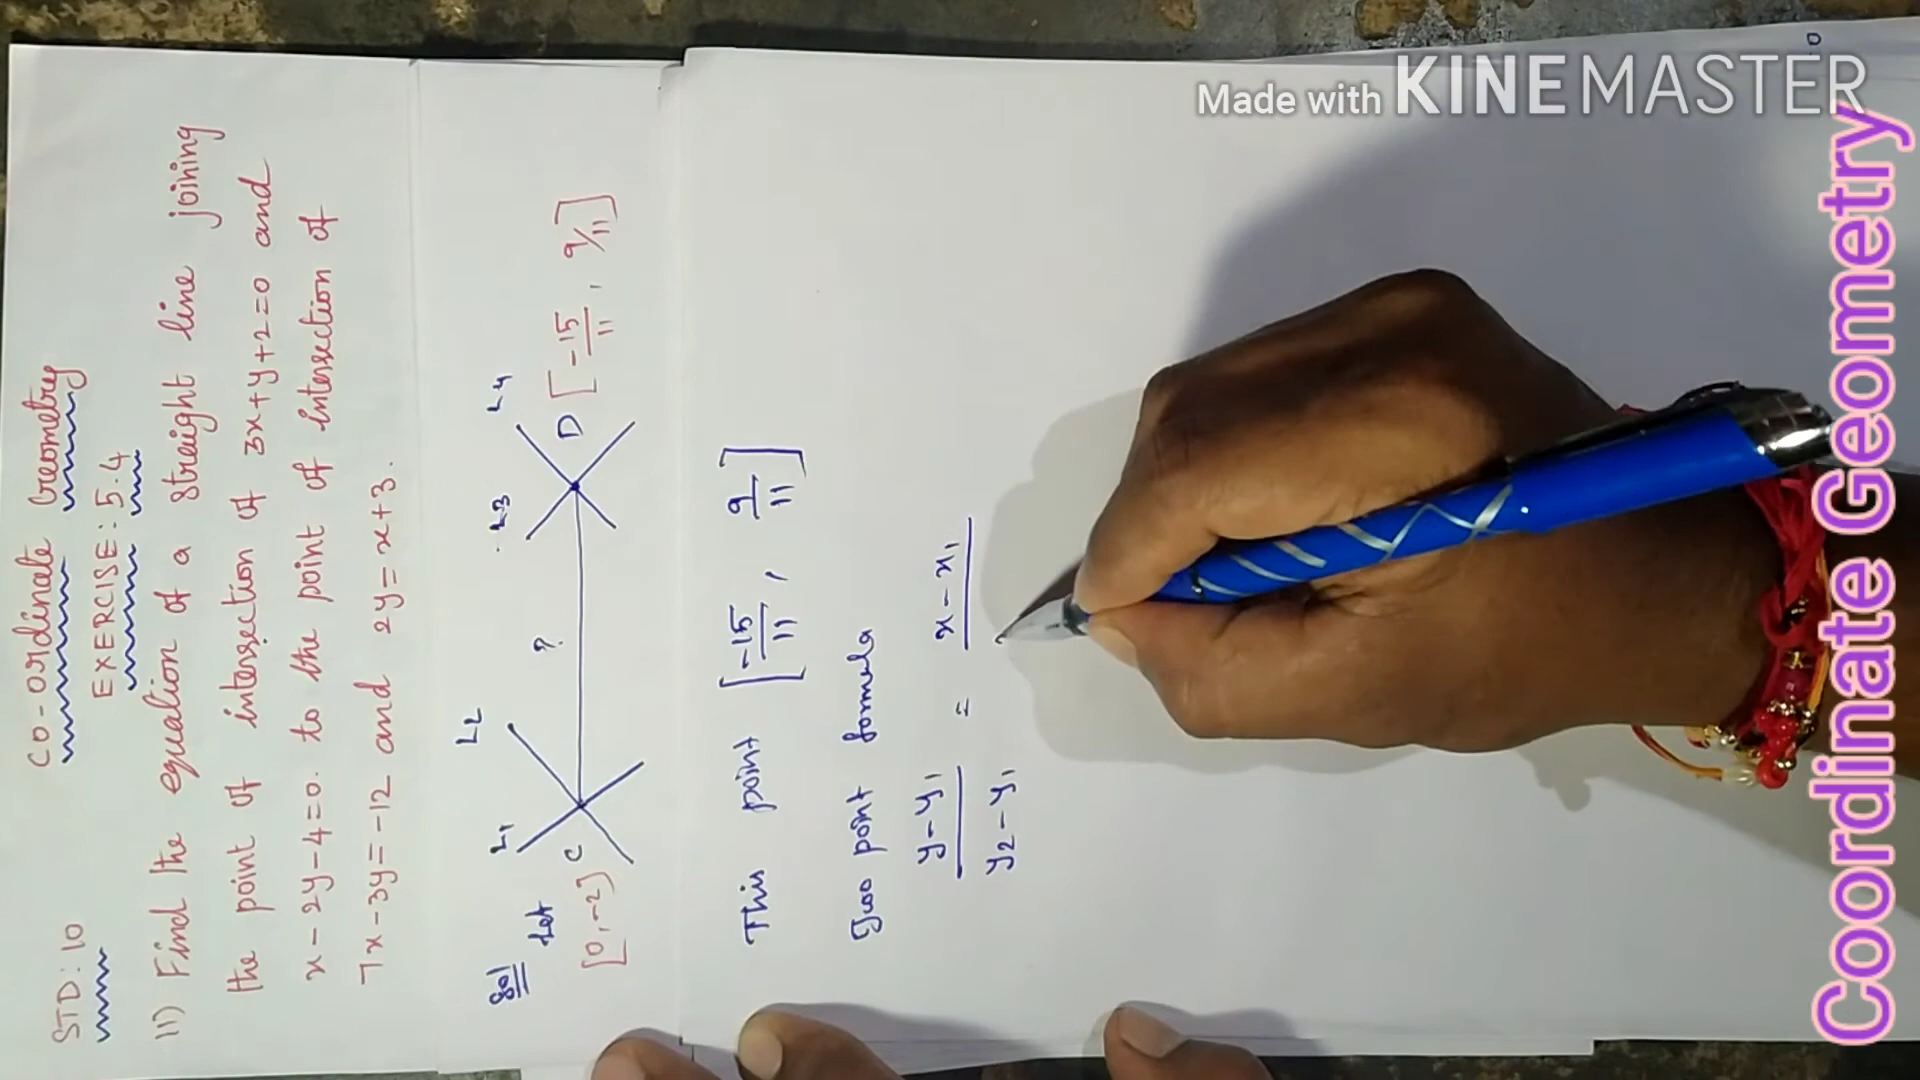 CO-ordinate Geometry
STD: 10 EXERCISE: 5.4
11) Find the equation of a straight line joining
the point of intersection of 3x+y+2=0 and
x-2y-4=0. to the point of intersection of
7x-3y=-12 and 2y=x+3.
Sol Let
L1 L2 L3 L4
?
C D
[0,-2] [-15/11, 9/11]
This point [-15/11, 9/11]
Two point formula
y-y1 / y2-y1 = x-x1
Made with KINEMASTER
Coordinate Geometry